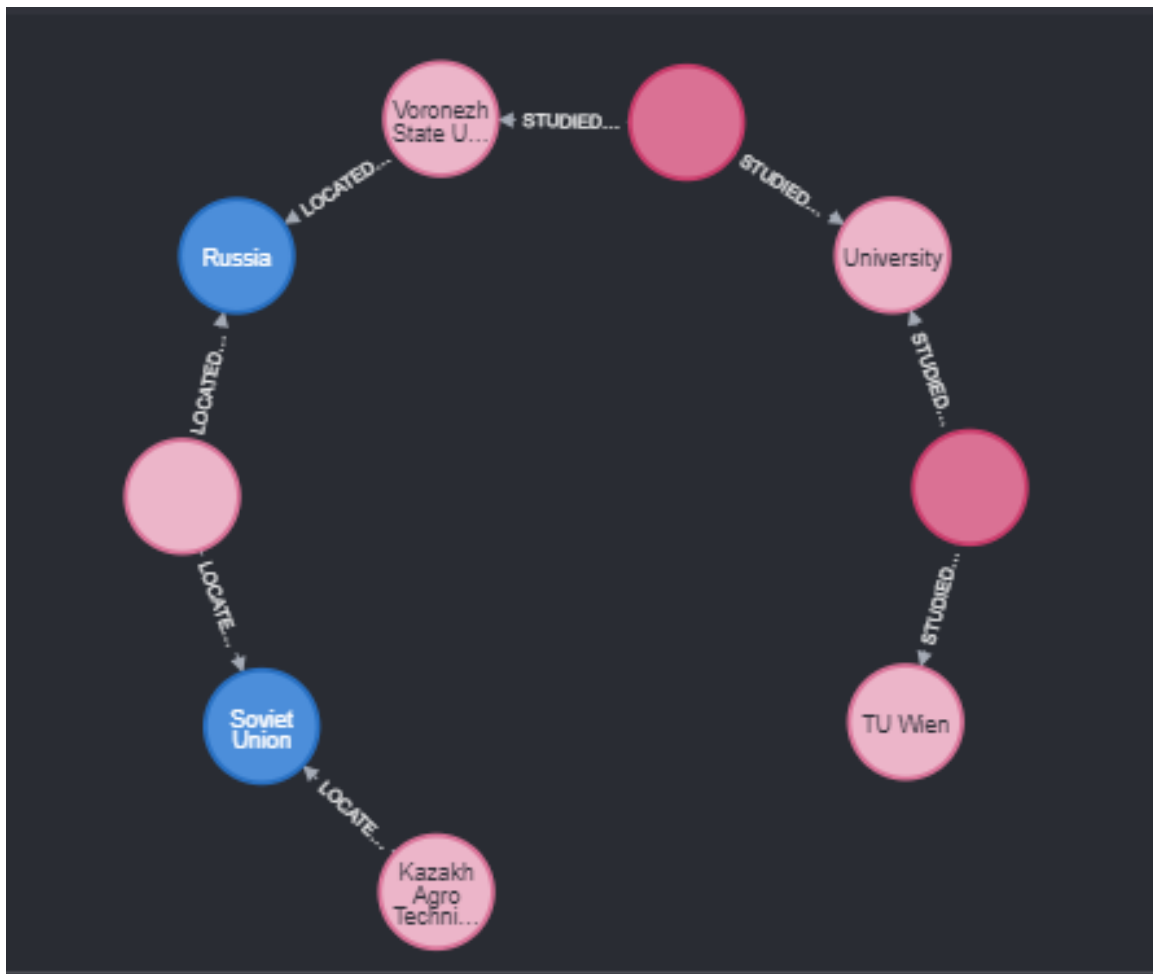 Voronezh
State U...
STUDIED...
STUDIED...
LOCATED...
Russia
University
LOCATED...
STUDIED...
LOCATE...
STUDIED...
Soviet
Union
TU Wien
LOCATE...
Kazakh
Agro
Techni...